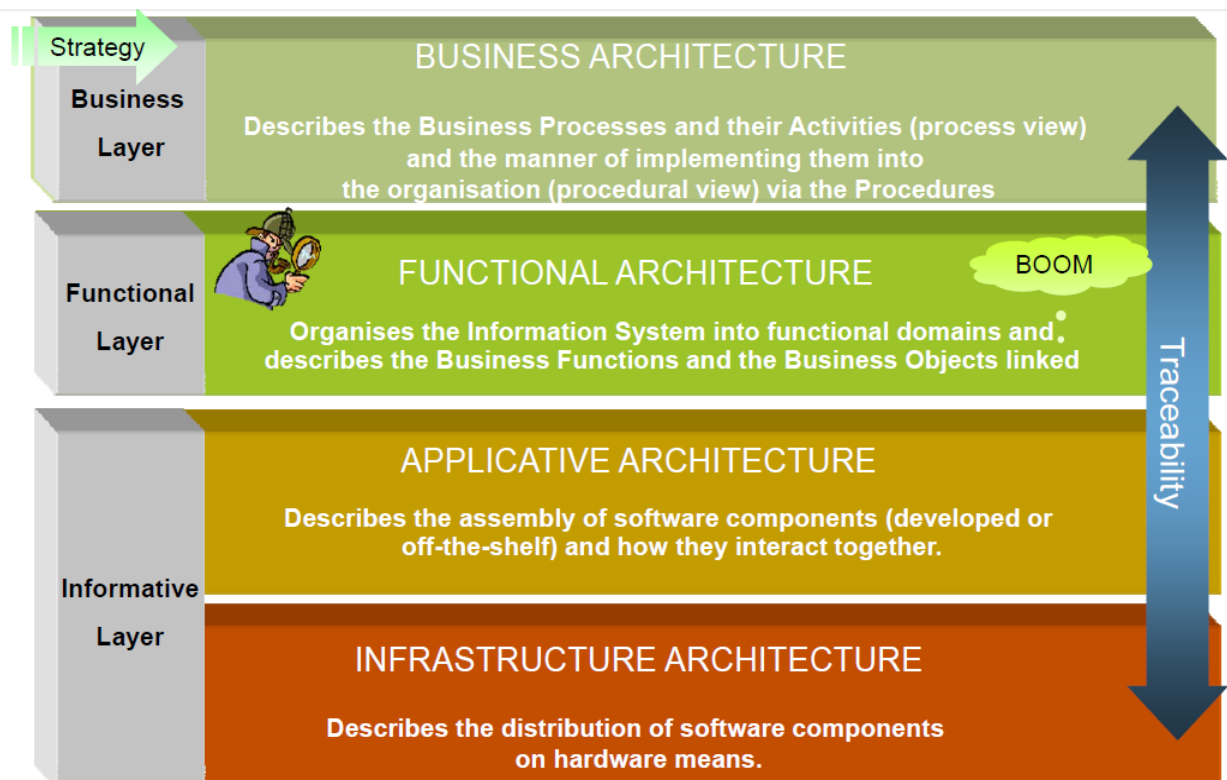 Strategy
Business
Layer
BUSINESS ARCHITECTURE
Describes the Business Processes and their Activities (process view)
and the manner of implementing them into
the organisation (procedural view) via the Procedures
Functional
Layer
FUNCTIONAL ARCHITECTURE
BOOM
Organises the Information System into functional domains and
describes the Business Functions and the Business Objects linked
Informative
Layer
APPLICATIVE ARCHITECTURE
Describes the assembly of software components (developed or
off-the-shelf) and how they interact together.
INFRASTRUCTURE ARCHITECTURE
Describes the distribution of software components
on hardware means.
Traceability